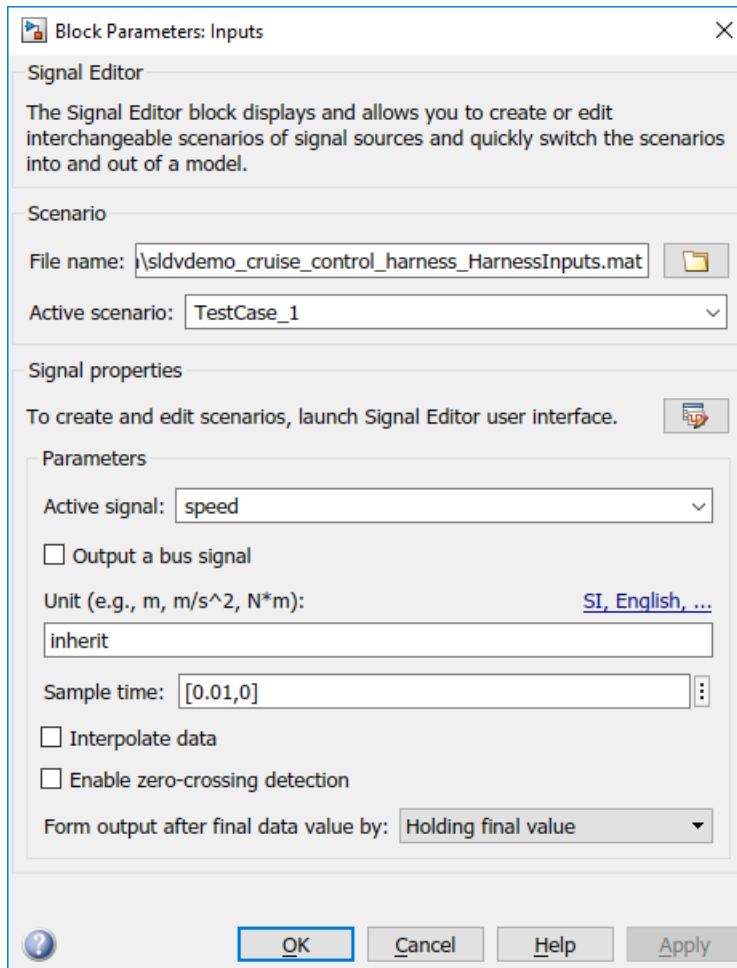 Block Parameters: Inputs
Signal Editor
The Signal Editor block displays and allows you to create or edit
interchangeable scenarios of signal sources and quickly switch the scenarios
into and out of a model.
Scenario
File name: \sldvdemo_cruise_control_harness_HarnessInputs.mat
Active scenario: TestCase_1
Signal properties
To create and edit scenarios, launch Signal Editor user interface.
Parameters
Active signal: speed
Output a bus signal
Unit (e.g., m, m/s^2, N*m): SI, English, ...
inherit
Sample time: [0.01,0]
Interpolate data
Enable zero-crossing detection
Form output after final data value by: Holding final value
OK Cancel Help Apply